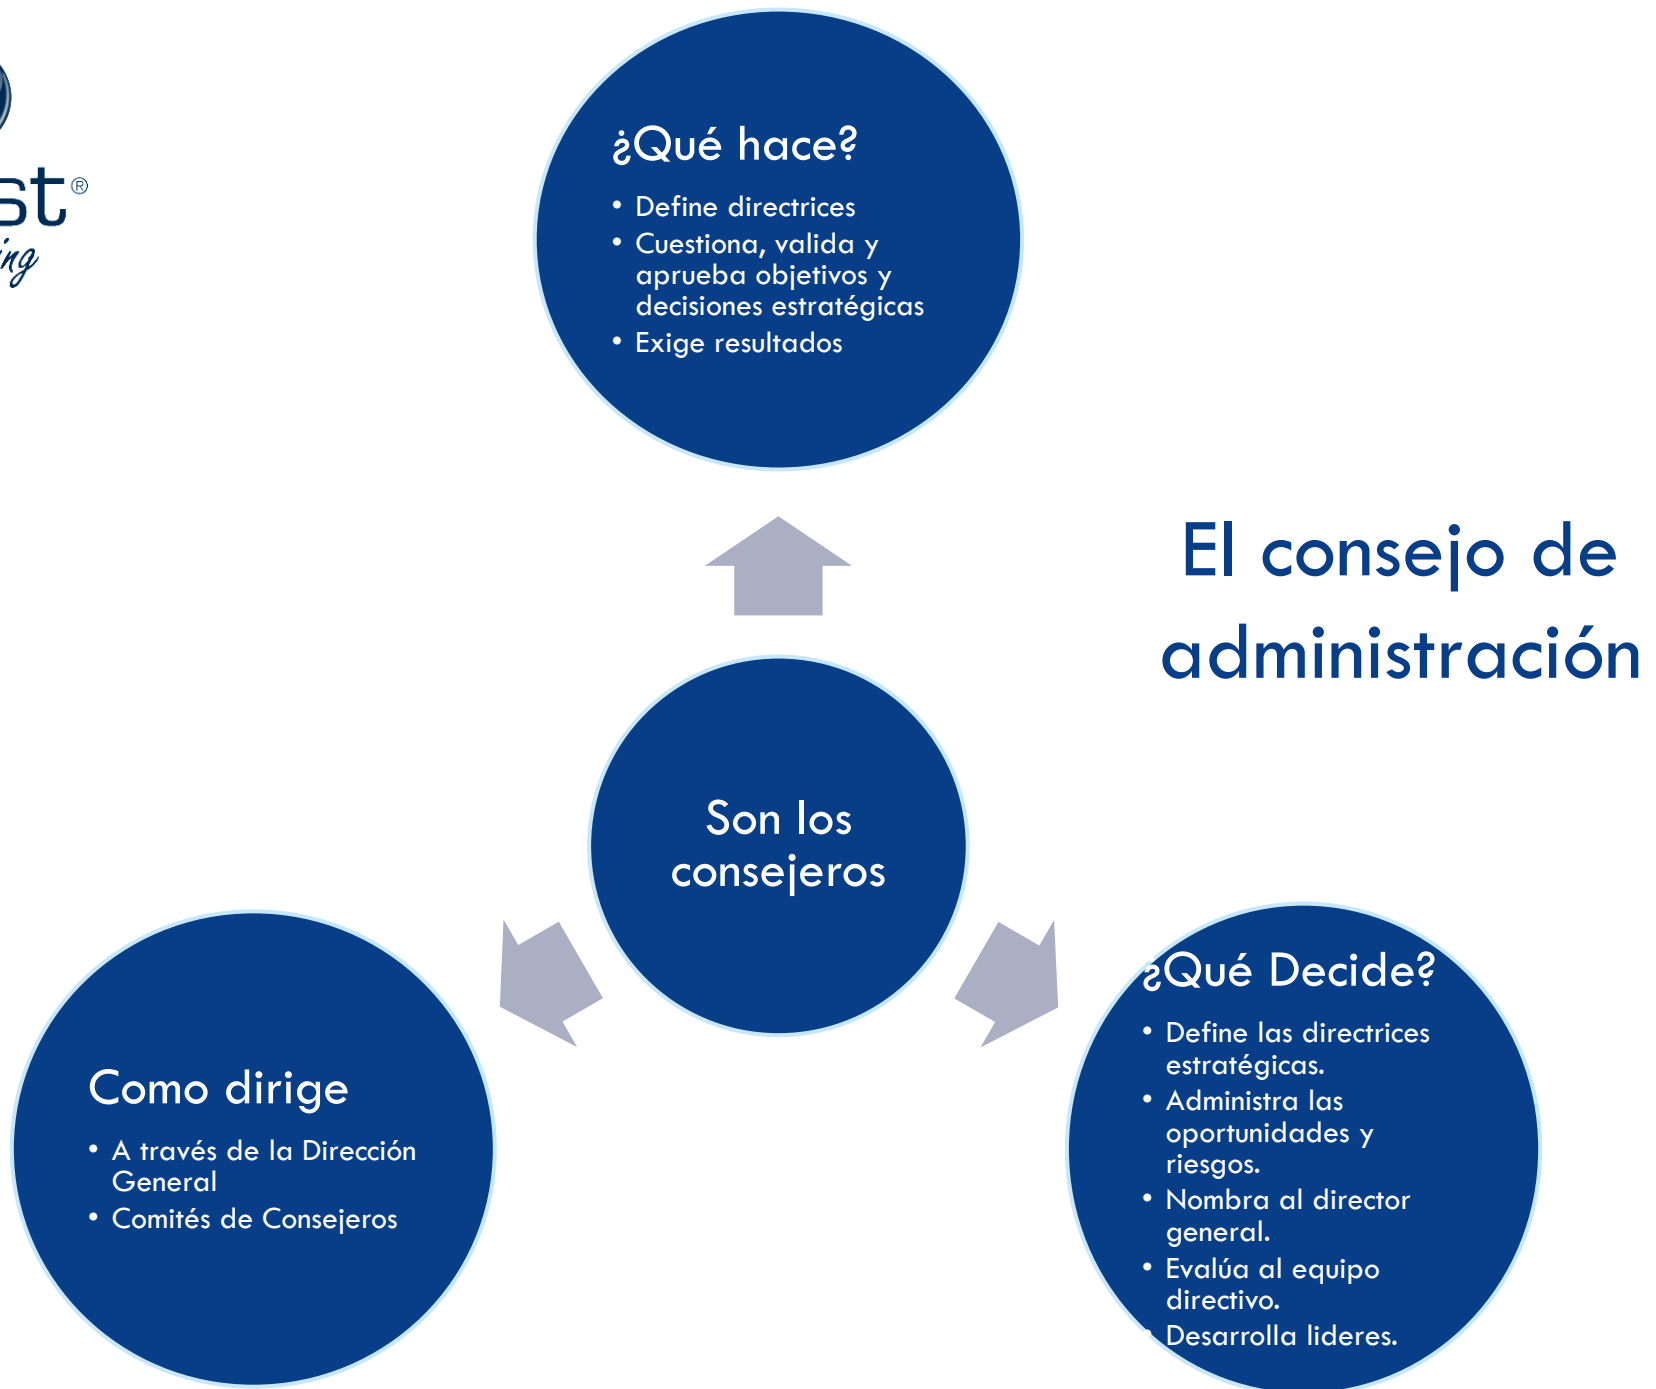 st®
ing
¿Qué hace?
• Define directrices
• Cuestiona, valida y
aprueba objetivos y
decisiones estratégicas
• Exige resultados
El consejo de
administración
Son los
consejeros
Como dirige
• A través de la Dirección
General
• Comités de Consejeros
¿Qué Decide?
• Define las directrices
estratégicas.
• Administra las
oportunidades y
riesgos.
• Nombra al director
general.
• Evalúa al equipo
directivo.
• Desarrolla lideres.